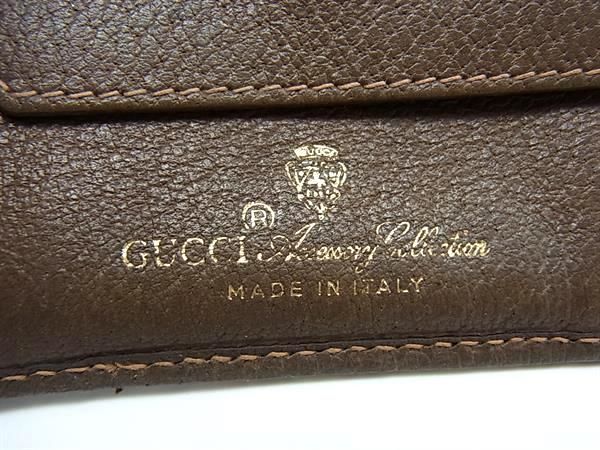 GUCCI
GUCCI® Accessory Collection
MADE IN ITALY